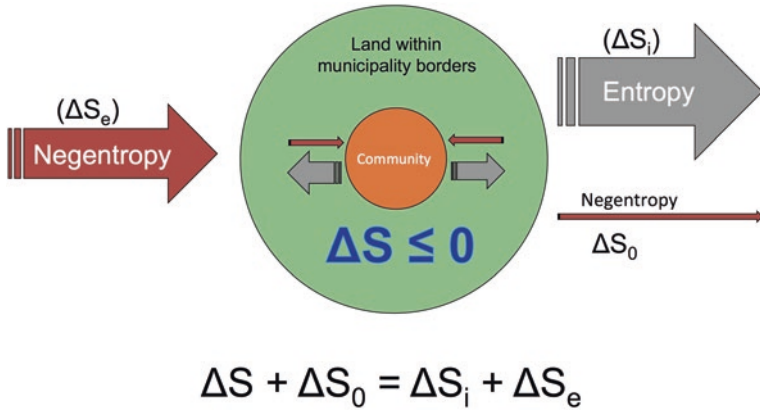 (ΔSₑ)
Negentropy
Land within
municipality borders
Community
ΔS ≤ 0
(ΔSᵢ)
Entropy
Negentropy
ΔS₀
ΔS + ΔS₀ = ΔSᵢ + ΔSₑ